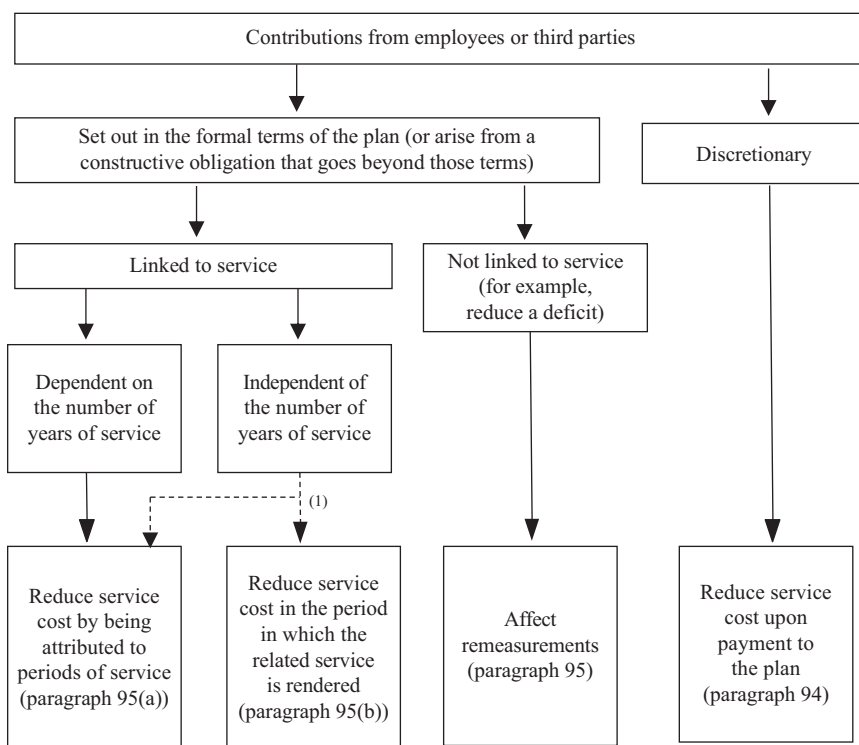 Contributions from employees or third parties
Set out in the formal terms of the plan (or arise from a
constructive obligation that goes beyond those terms)
Discretionary
Linked to service
Not linked to service
(for example,
reduce a deficit)
Dependent on
the number of
years of service
Independent of
the number of
years of service
(1)
Reduce service
cost by being
attributed to
periods of service
(paragraph 95(a))
Reduce service
cost in the period
in which the
related service
is rendered
(paragraph 95(b))
Affect
remeasurements
(paragraph 95)
Reduce service
cost upon
payment to
the plan
(paragraph 94)